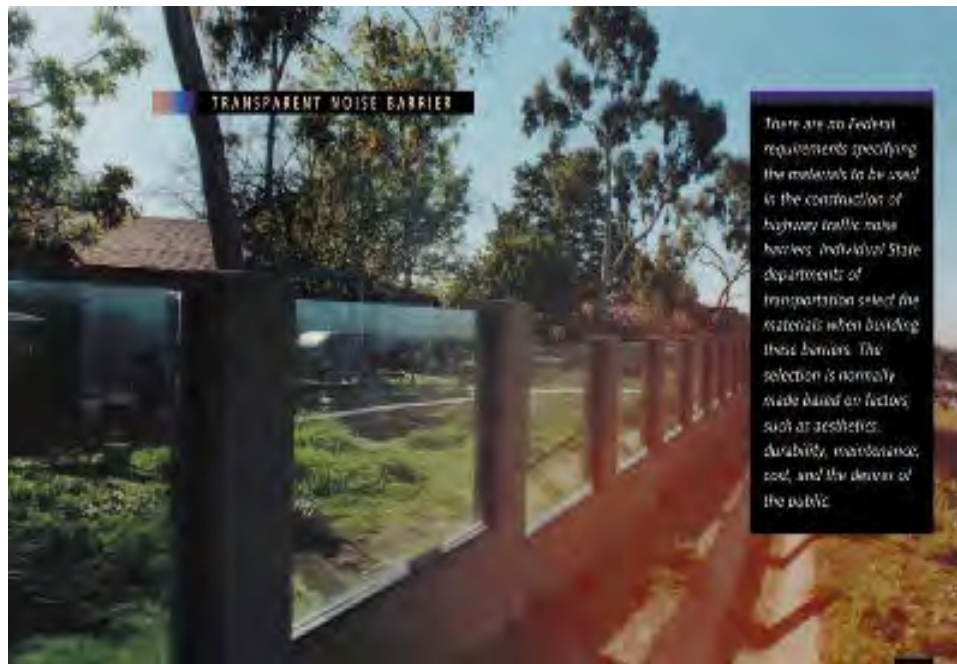 TRANSPARENT NOISE BARRIER
There are no Federal
requirements specifying
the materials to be used
in the construction of
highway traffic noise
barriers. Individual State
departments of
transportation select the
materials when building
these barriers. The
selection is normally
made based on factors,
such as aesthetics,
durability, maintenance,
cost, and the desires of
the public.